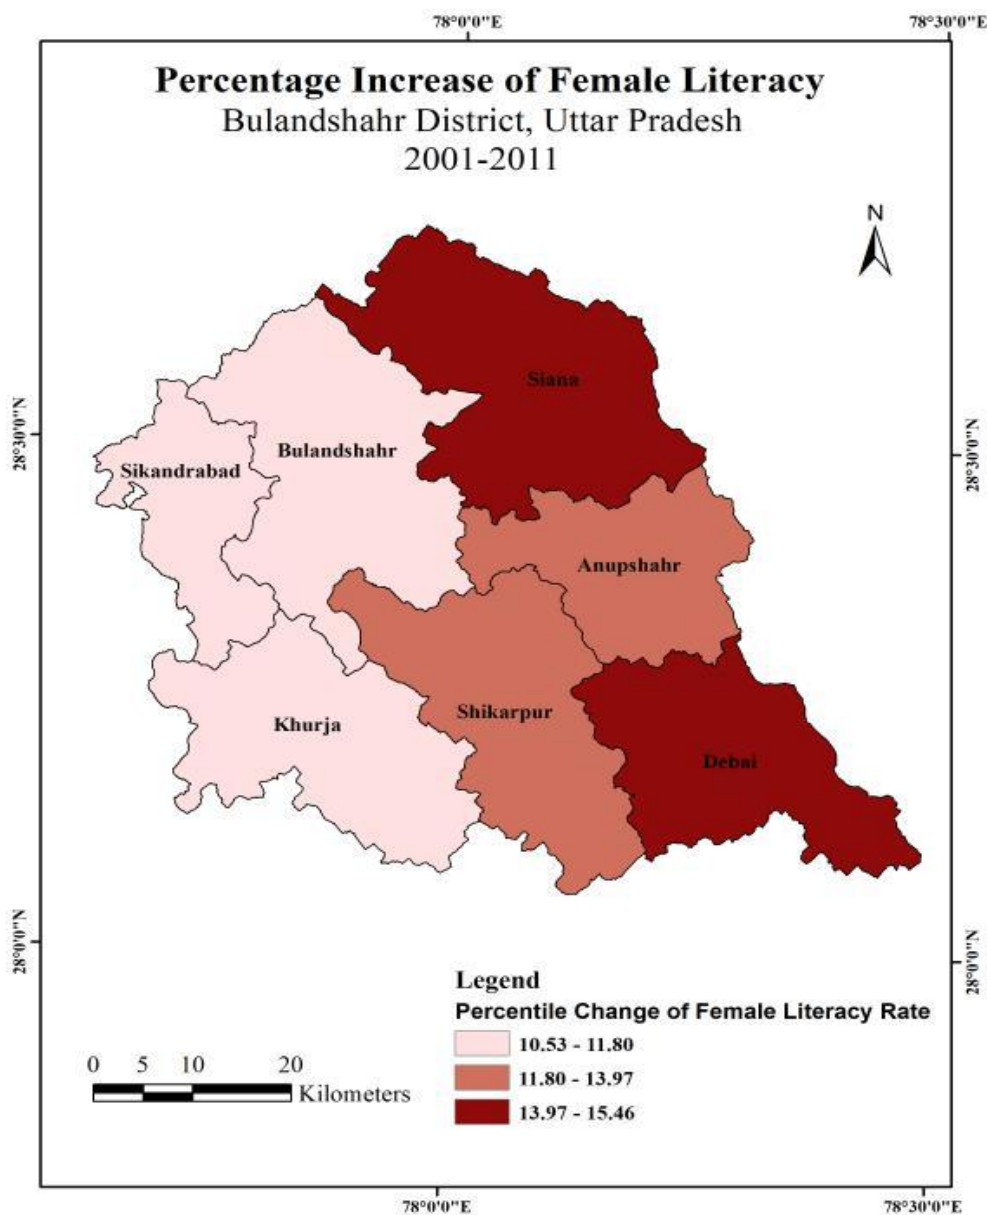 78°0'0"E
78°30'0"E
Percentage Increase of Female Literacy
Bulandshahr District, Uttar Pradesh
2001-2011
N
Siana
28°30'0"N
28°30'0"N
Bulandshahr
Sikandrabad
Anupshahr
Shikarpur
Khurja
Debai
28°0'0"N
28°0'0"N
Legend
Percentile Change of Female Literacy Rate
10.53 - 11.80
11.80 - 13.97
13.97 - 15.46
0 5 10 20
Kilometers
78°0'0"E
78°30'0"E